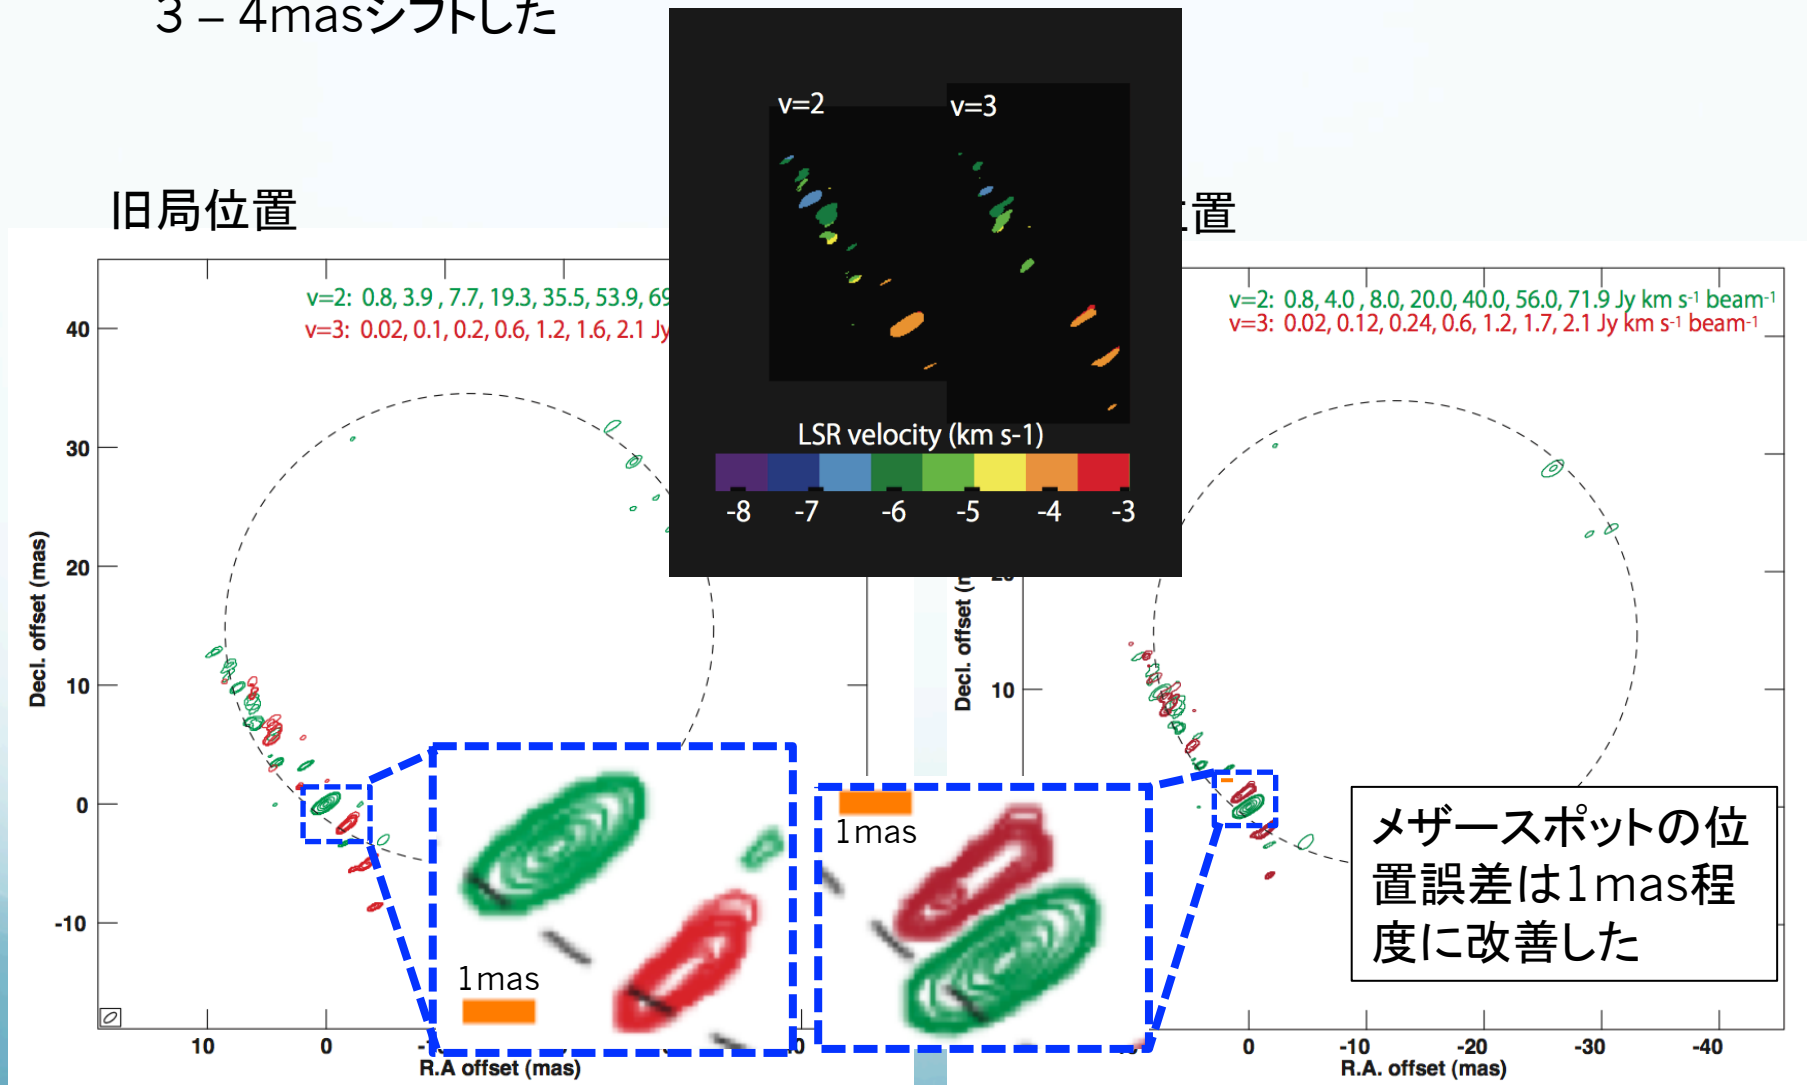 3 – 4masシフトした
旧局位置
置
v=2
v=3
LSR velocity (km s-1)
-8 -7 -6 -5 -4 -3
v=2: 0.8, 3.9 , 7.7, 19.3, 35.5, 53.9, 69
v=3: 0.02, 0.1, 0.2, 0.6, 1.2, 1.6, 2.1 Jy
40
30
20
10
0
-10
Decl. offset (mas)
10 0
R.A offset (mas)
1mas
v=2: 0.8, 4.0 , 8.0, 20.0, 40.0, 56.0, 71.9 Jy km s-1 beam-1
v=3: 0.02, 0.12, 0.24, 0.6, 1.2, 1.7, 2.1 Jy km s-1 beam-1
10
Decl. offset
1mas
メザースポットの位
置誤差は1mas程
度に改善した
0 -10 -20 -30 -40
R.A. offset (mas)